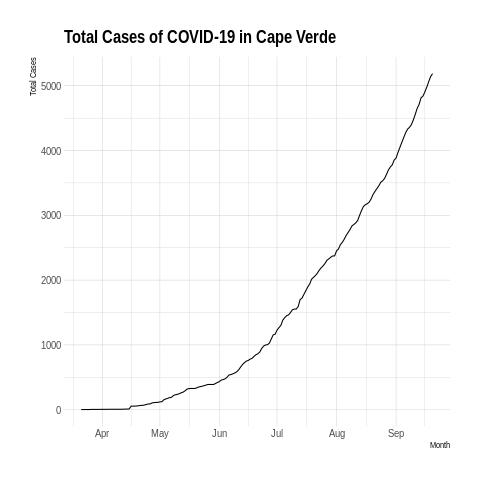 Total Cases of COVID-19 in Cape Verde
Total Cases
5000
4000
3000
2000
1000
0
Apr May Jun Jul Aug Sep
Month